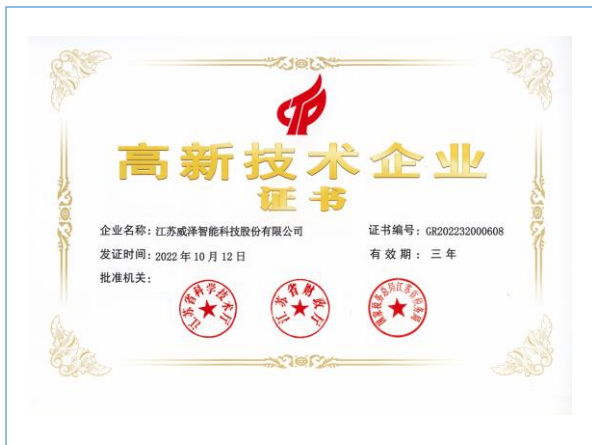 高新技术企业
证书
企业名称：江苏威泽智能科技股份有限公司
证书编号：GR202232000608
发证时间：2022 年 10 月 12 日
有效期：三年
批准机关：
江苏省科学技术厅
江苏省财政厅
国家税务总局江苏省税务局